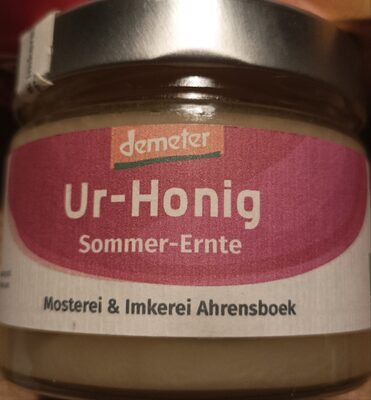 demeter
Ur-Honig
Sommer-Ernte
Mosterei & Imkerei Ahrensboek